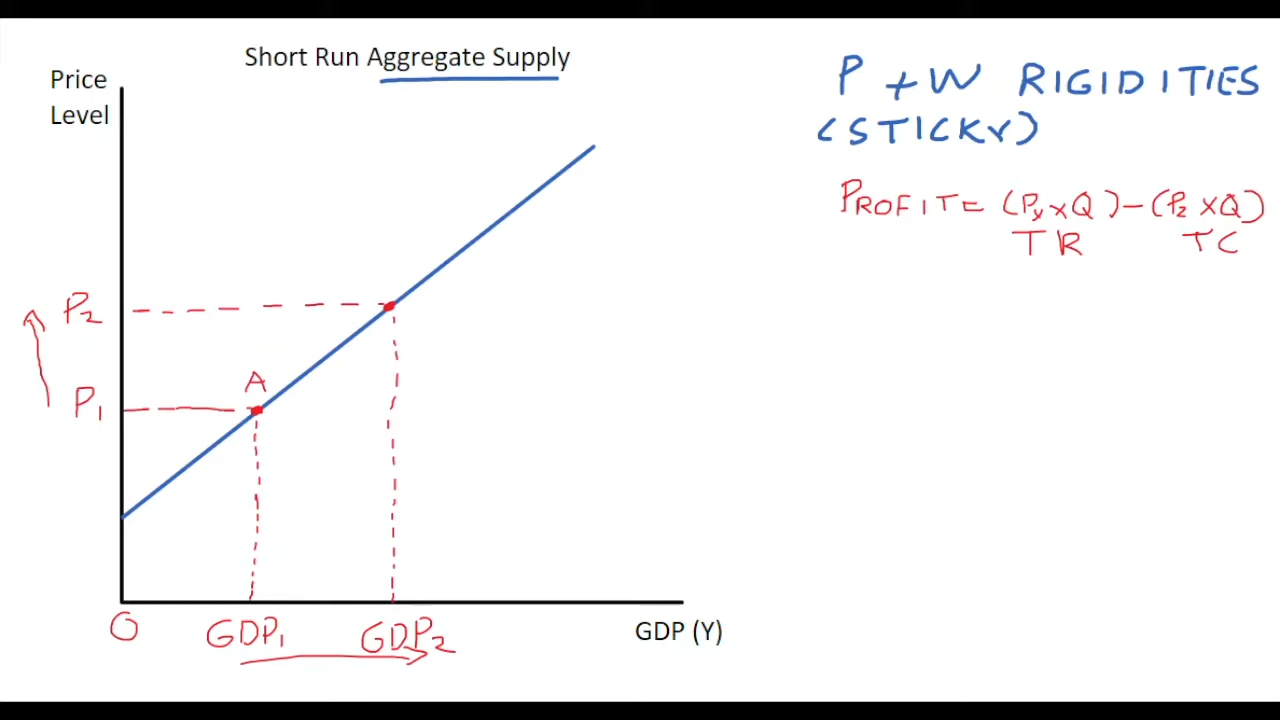 Short Run Aggregate Supply
Price
Level
P + W RIGIDITIES
(STICKY)
PROFIT = (Py x Q) - (Pz x Q)
TR TC
P2
P1
A
O
GDP1
GDP2
GDP (Y)